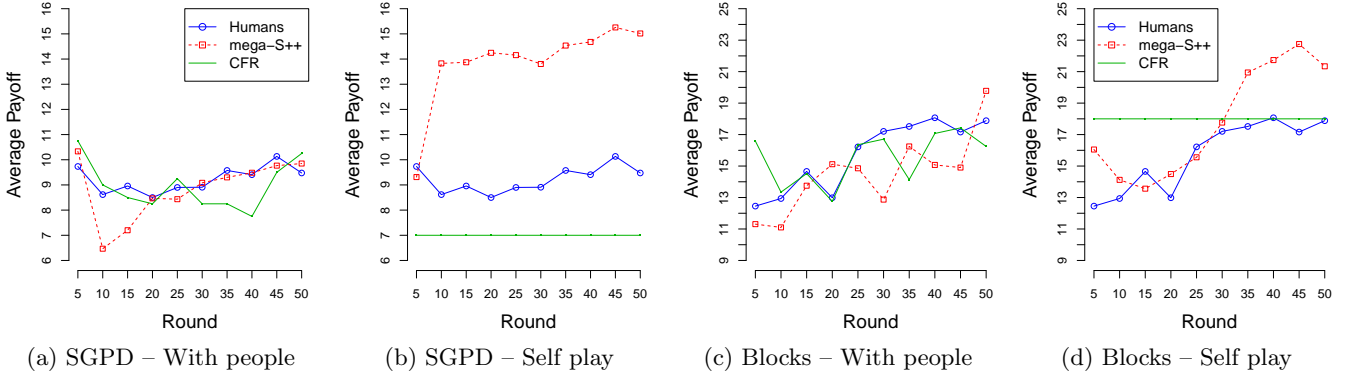 Average Payoff
16
15
14
13
12
11
10
9
8
7
6
Humans
mega-S++
CFR
5 10 15 20 25 30 35 40 45 50
Round
(a) SGPD – With people
Average Payoff
16
15
14
13
12
11
10
9
8
7
6
5 10 15 20 25 30 35 40 45 50
Round
(b) SGPD – Self play
Average Payoff
25
23
21
19
17
15
13
11
9
5 10 15 20 25 30 35 40 45 50
Round
(c) Blocks – With people
Average Payoff
25
23
21
19
17
15
13
11
9
Humans
mega-S++
CFR
5 10 15 20 25 30 35 40 45 50
Round
(d) Blocks – Self play